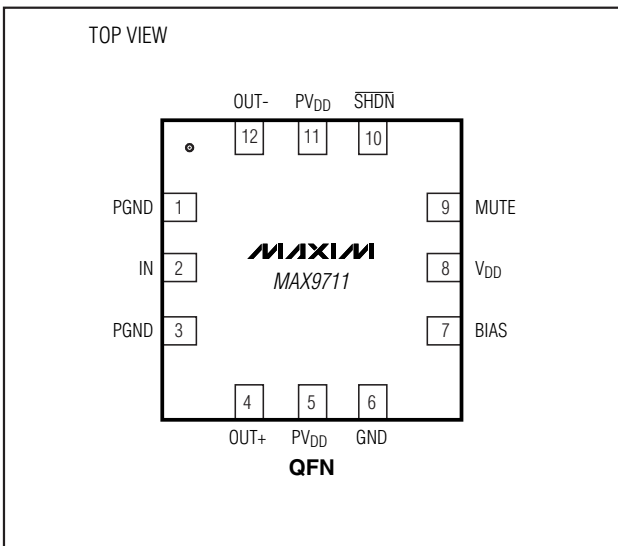 TOP VIEW
OUT- PVDD SHDN
12 11 10
PGND 1 9 MUTE
MAXIM
IN 2 8 VDD
MAX9711
PGND 3 7 BIAS
4 5 6
OUT+ PVDD GND
QFN